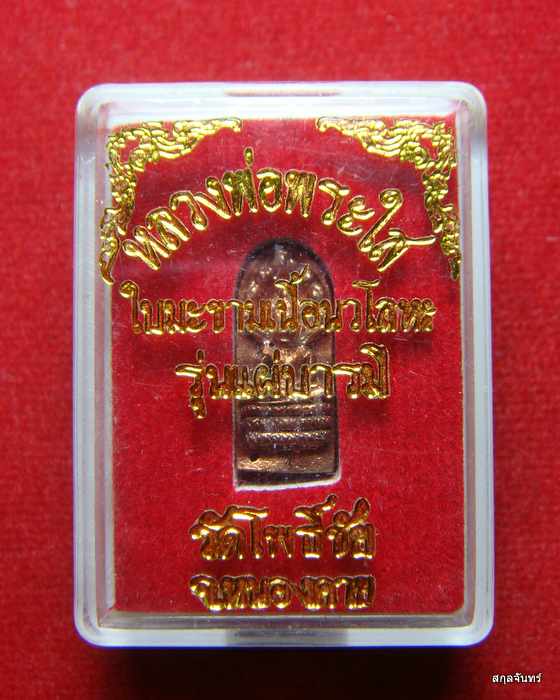 หลวงพ่อพระใส
ใบมะขามเนื้อนวโลหะ
รุ่นแผ่บารมี
วัดโพธิ์ชัย
จ.หนองคาย
สกุลจันทร์